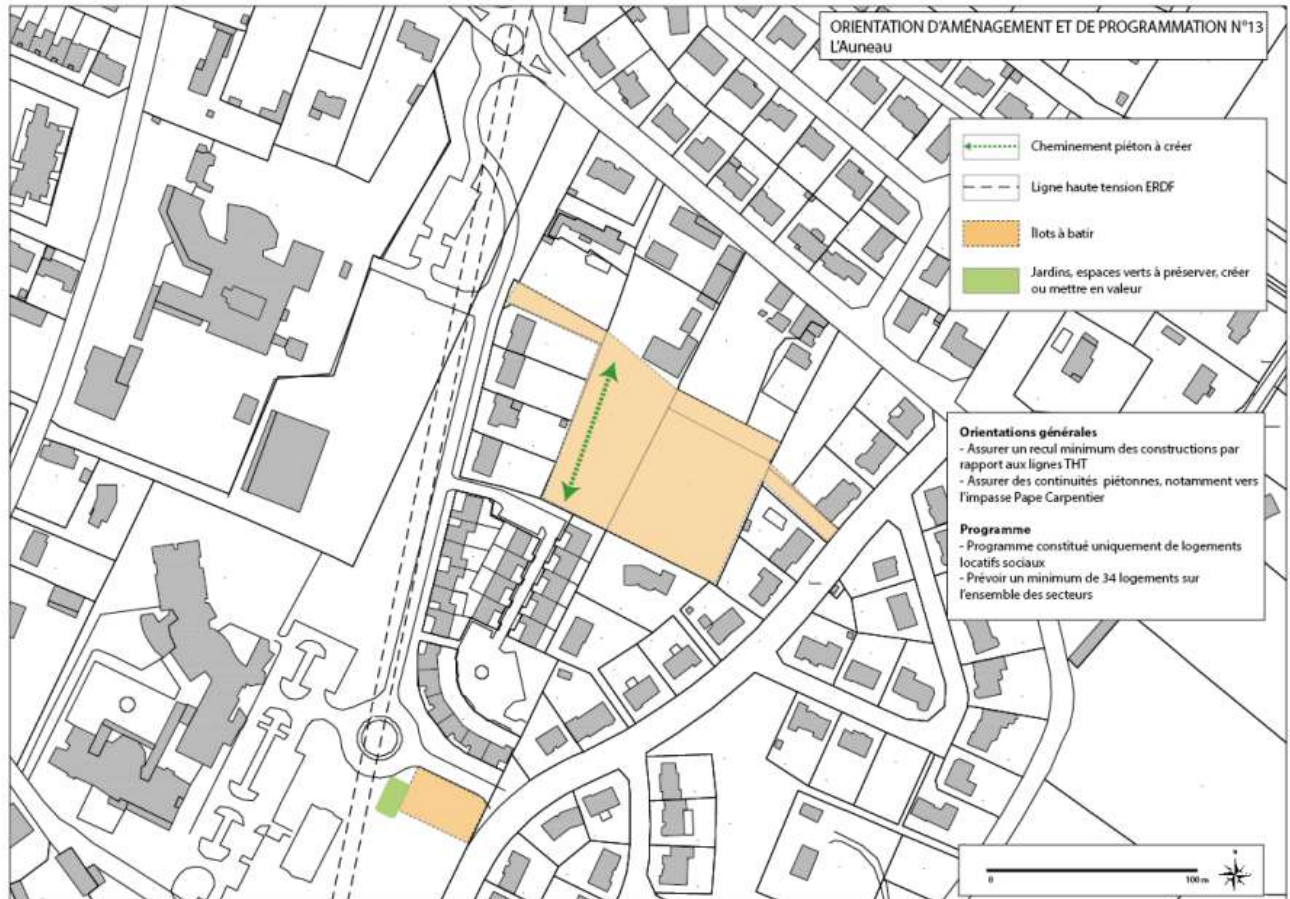 ORIENTATION D'AMÉNAGEMENT ET DE PROGRAMMATION N°13
L'Auneau
Cheminement piéton à créer
Ligne haute tension ERDF
Îlots à batir
Jardins, espaces verts à préserver, créer
ou mettre en valeur
Orientations générales
- Assurer un recul minimum des constructions par
rapport aux lignes THT
- Assurer des continuités piétonnes, notamment vers
l'impasse Pape Carpentier
Programme
- Programme constitué uniquement de logements
locatifs sociaux
- Prévoir un minimum de 34 logements sur
l'ensemble des secteurs
0 100 m
N